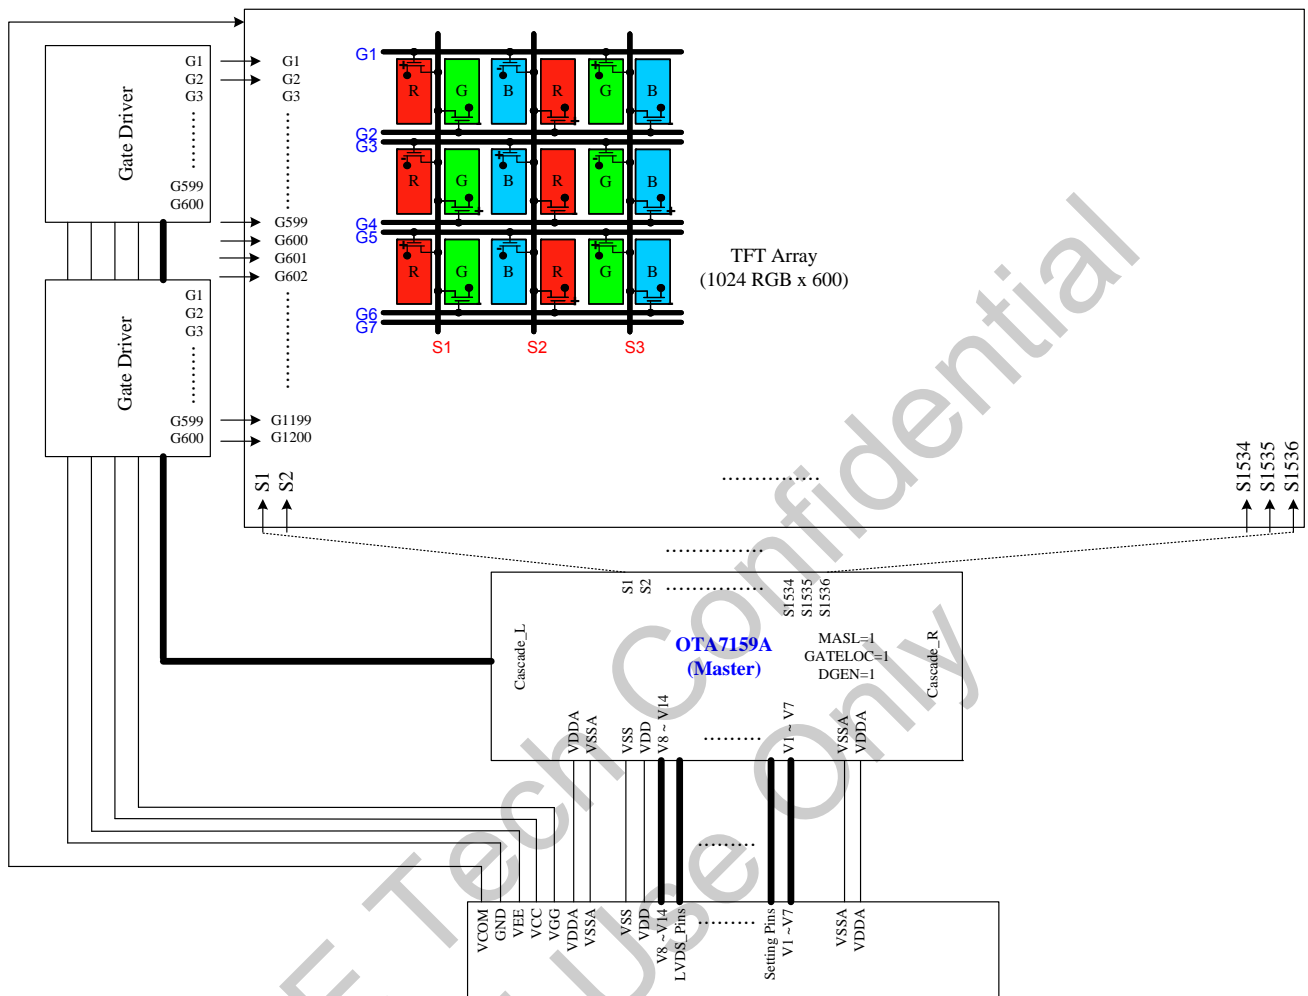 Gate Driver
G1
G2
G3
G599
G600
Gate Driver
G1
G2
G3
G599
G600
G1
G2
G3
G599
G600
G601
G602
G1199
G1200
G1
R G B R G B
G2
G3
R G B R G B
G4
G5
R G B R G B
G6
G7
S1 S2 S3
TFT Array
(1024 RGB x 600)
S1
S2
S1534
S1535
S1536
S1
S2
S1534
S1535
S1536
Cascade_L
OTA7159A
(Master)
MASL=1
GATELOC=1
DGEN=1
Cascade_R
VDDA
VSSA
VSS
VDD
V8 ~ V14
V1 ~ V7
VSSA
VDDA
VCOM
GND
VEE
VCC
VGG
VDDA
VSSA
VSS
VDD
V8 ~ V14
LVDS_Pins
Setting Pins
V1 ~V7
VSSA
VDDA
Tech Confidential
Use Only